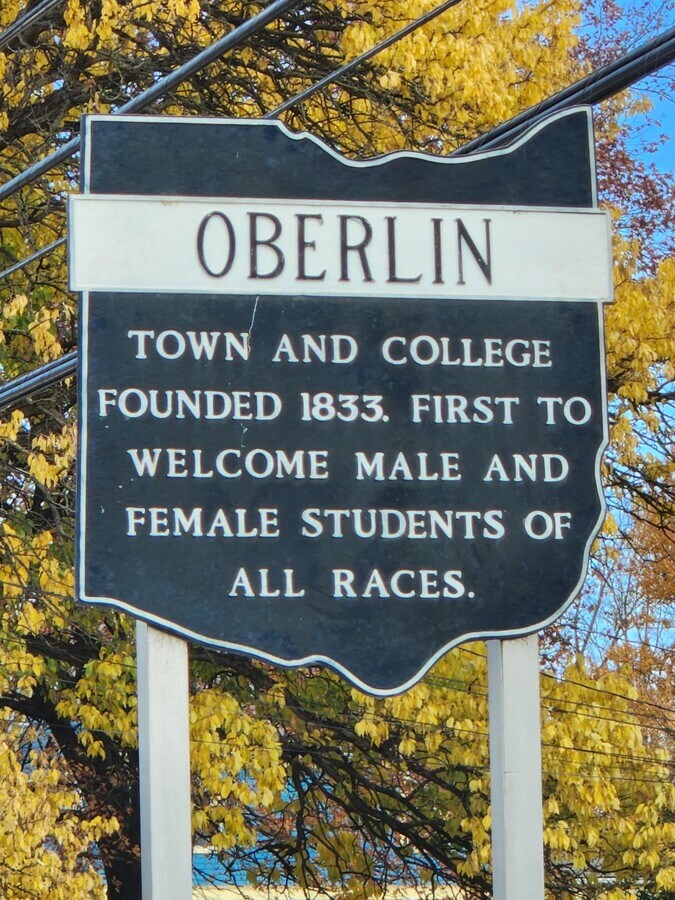 OBERLIN
TOWN AND COLLEGE
FOUNDED 1833. FIRST TO
WELCOME MALE AND
FEMALE STUDENTS OF
ALL RACES.